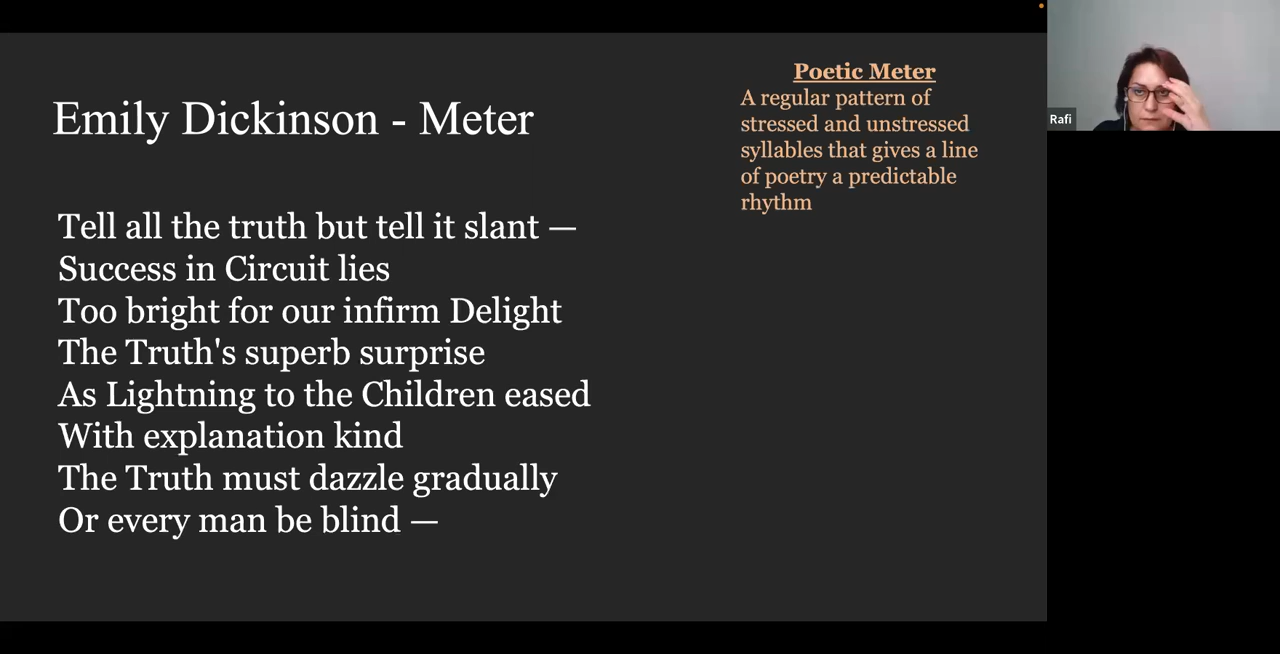 Emily Dickinson - Meter
Tell all the truth but tell it slant —
Success in Circuit lies
Too bright for our infirm Delight
The Truth's superb surprise
As Lightning to the Children eased
With explanation kind
The Truth must dazzle gradually
Or every man be blind —
Poetic Meter
A regular pattern of
stressed and unstressed
syllables that gives a line
of poetry a predictable
rhythm
Rafi